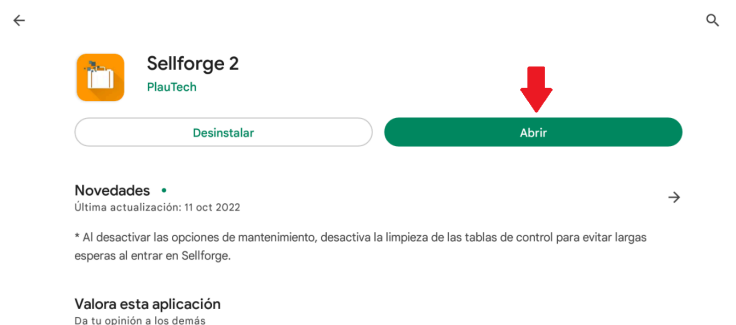 Sellforge 2
PlauTech
Desinstalar
Abrir
Novedades
Última actualización: 11 oct 2022
* Al desactivar las opciones de mantenimiento, desactiva la limpieza de las tablas de control para evitar largas
esperas al entrar en Sellforge.
Valora esta aplicación
Da tu opinión a los demás